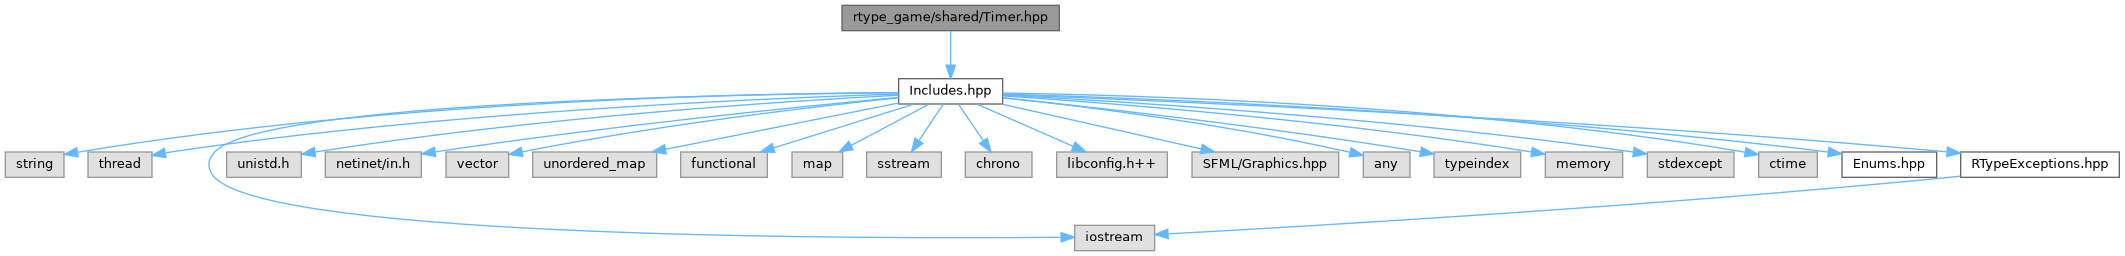 rtype_game/shared/Timer.hpp
Includes.hpp
string
thread
unistd.h
netinet/in.h
vector
unordered_map
functional
map
sstream
chrono
libconfig.h++
SFML/Graphics.hpp
any
typeindex
memory
stdexcept
ctime
Enums.hpp
RTypeExceptions.hpp
iostream